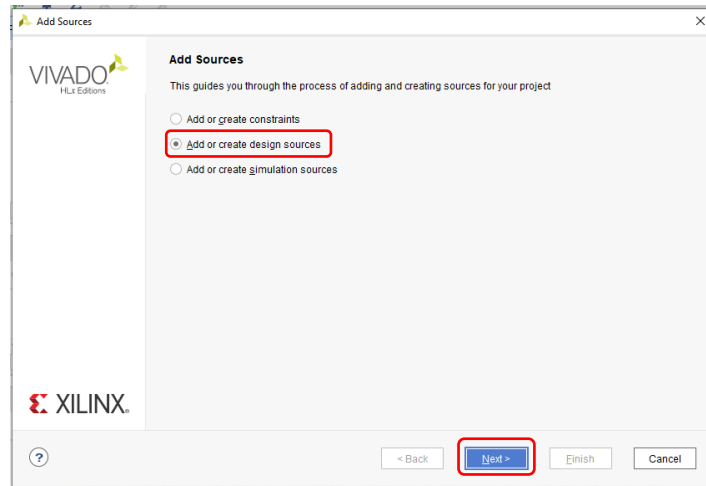 Add Sources
VIVADO
HLx Editions
Add Sources
This guides you through the process of adding and creating sources for your project
Add or create constraints
Add or create design sources
Add or create simulation sources
XILINX
?
< Back
Next >
Finish
Cancel